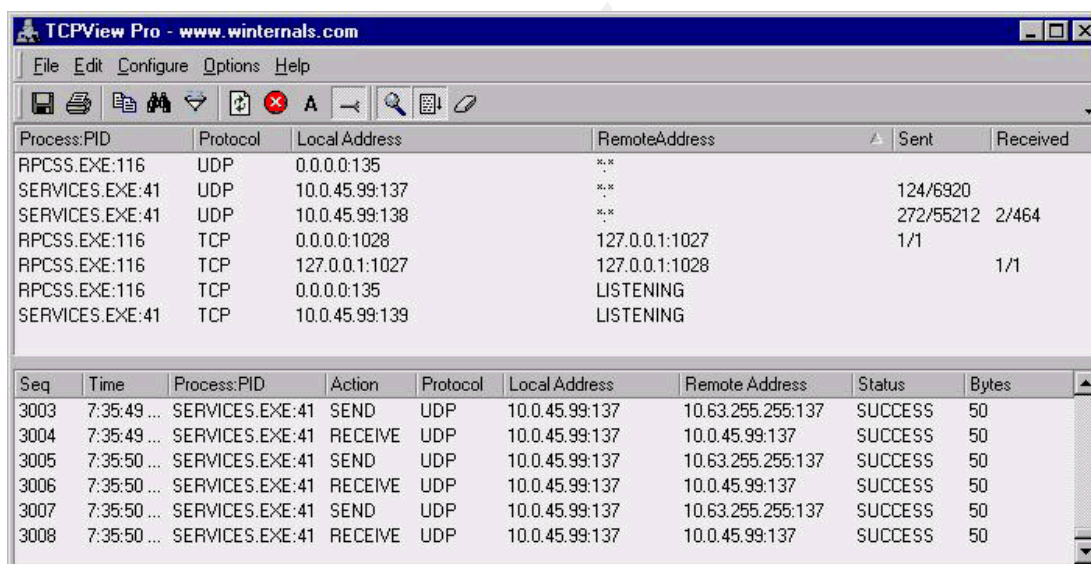 TCPView Pro - www.winternals.com
File Edit Configure Options Help
A
Process:PID Protocol Local Address RemoteAddress Sent Received
RPCSS.EXE:116 UDP 0.0.0.0:135 *:*
SERVICES.EXE:41 UDP 10.0.45.99:137 *:* 124/6920
SERVICES.EXE:41 UDP 10.0.45.99:138 *:* 272/55212 2/464
RPCSS.EXE:116 TCP 0.0.0.0:1028 127.0.0.1:1027 1/1
RPCSS.EXE:116 TCP 127.0.0.1:1027 127.0.0.1:1028 1/1
RPCSS.EXE:116 TCP 0.0.0.0:135 LISTENING
SERVICES.EXE:41 TCP 10.0.45.99:139 LISTENING
Seq Time Process:PID Action Protocol Local Address Remote Address Status Bytes
3003 7:35:49 ... SERVICES.EXE:41 SEND UDP 10.0.45.99:137 10.63.255.255:137 SUCCESS 50
3004 7:35:49 ... SERVICES.EXE:41 RECEIVE UDP 10.0.45.99:137 10.0.45.99:137 SUCCESS 50
3005 7:35:50 ... SERVICES.EXE:41 SEND UDP 10.0.45.99:137 10.63.255.255:137 SUCCESS 50
3006 7:35:50 ... SERVICES.EXE:41 RECEIVE UDP 10.0.45.99:137 10.0.45.99:137 SUCCESS 50
3007 7:35:50 ... SERVICES.EXE:41 SEND UDP 10.0.45.99:137 10.63.255.255:137 SUCCESS 50
3008 7:35:50 ... SERVICES.EXE:41 RECEIVE UDP 10.0.45.99:137 10.0.45.99:137 SUCCESS 50